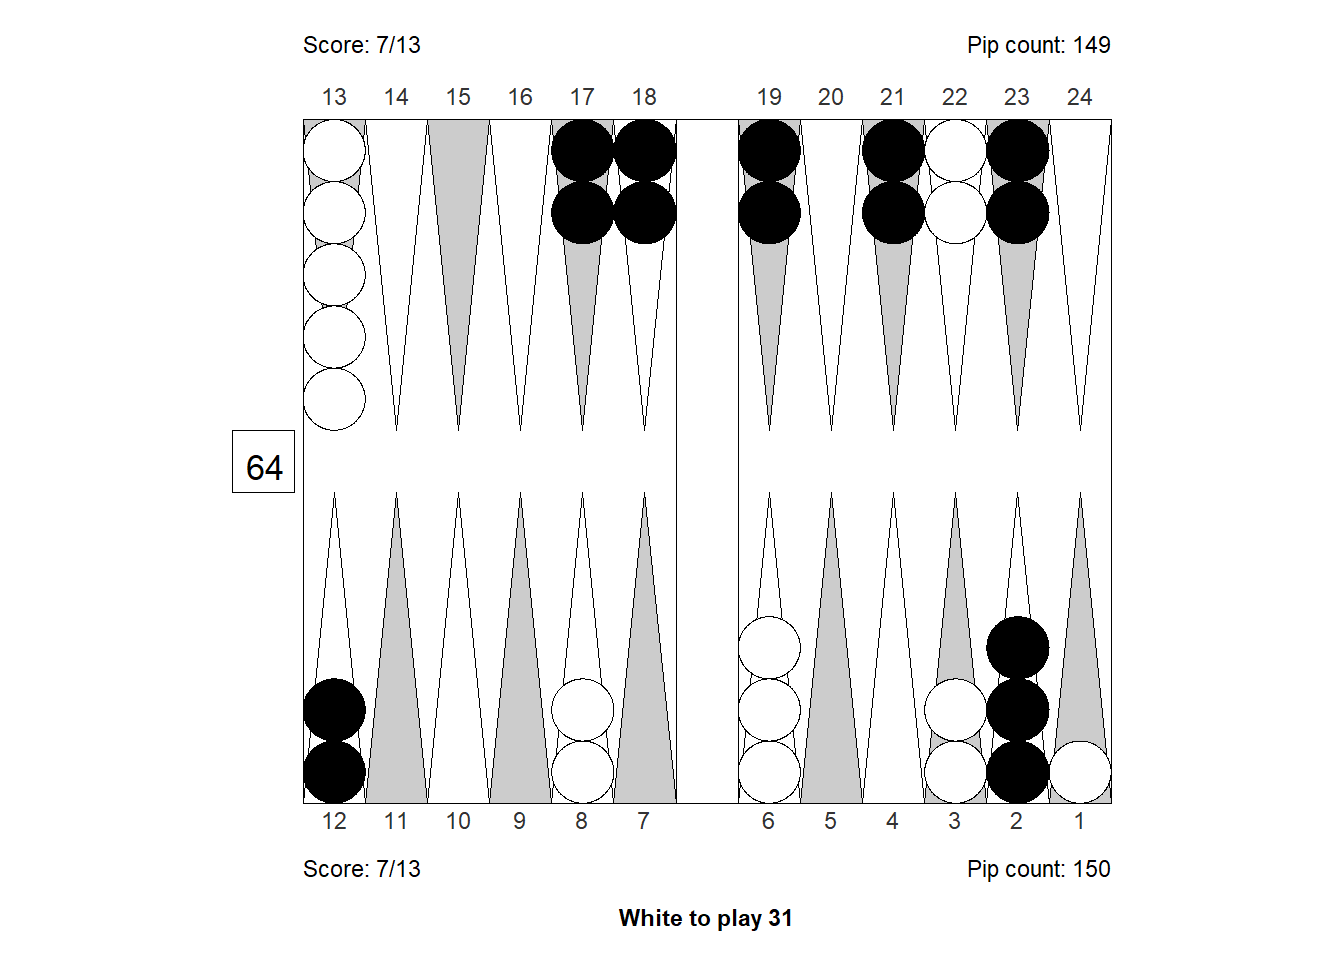 Score: 7/13 Pip count: 149
13 14 15 16 17 18 19 20 21 22 23 24
64
12 11 10 9 8 7 6 5 4 3 2 1
Score: 7/13 Pip count: 150
White to play 31